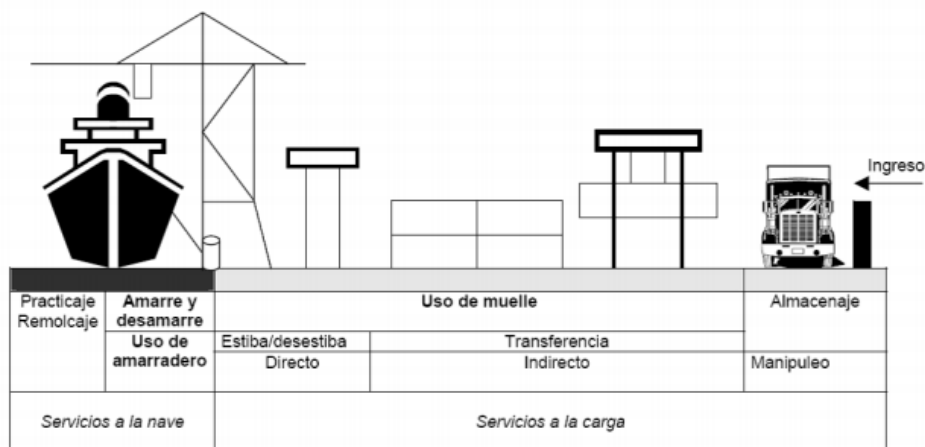 Ingreso
Practicaje
Remolcaje
Amarre y
desamarre
Uso de muelle
Almacenaje
Uso de
amarradero
Estiba/desestiba
Transferencia
Directo
Indirecto
Manipuleo
Servicios a la nave
Servicios a la carga